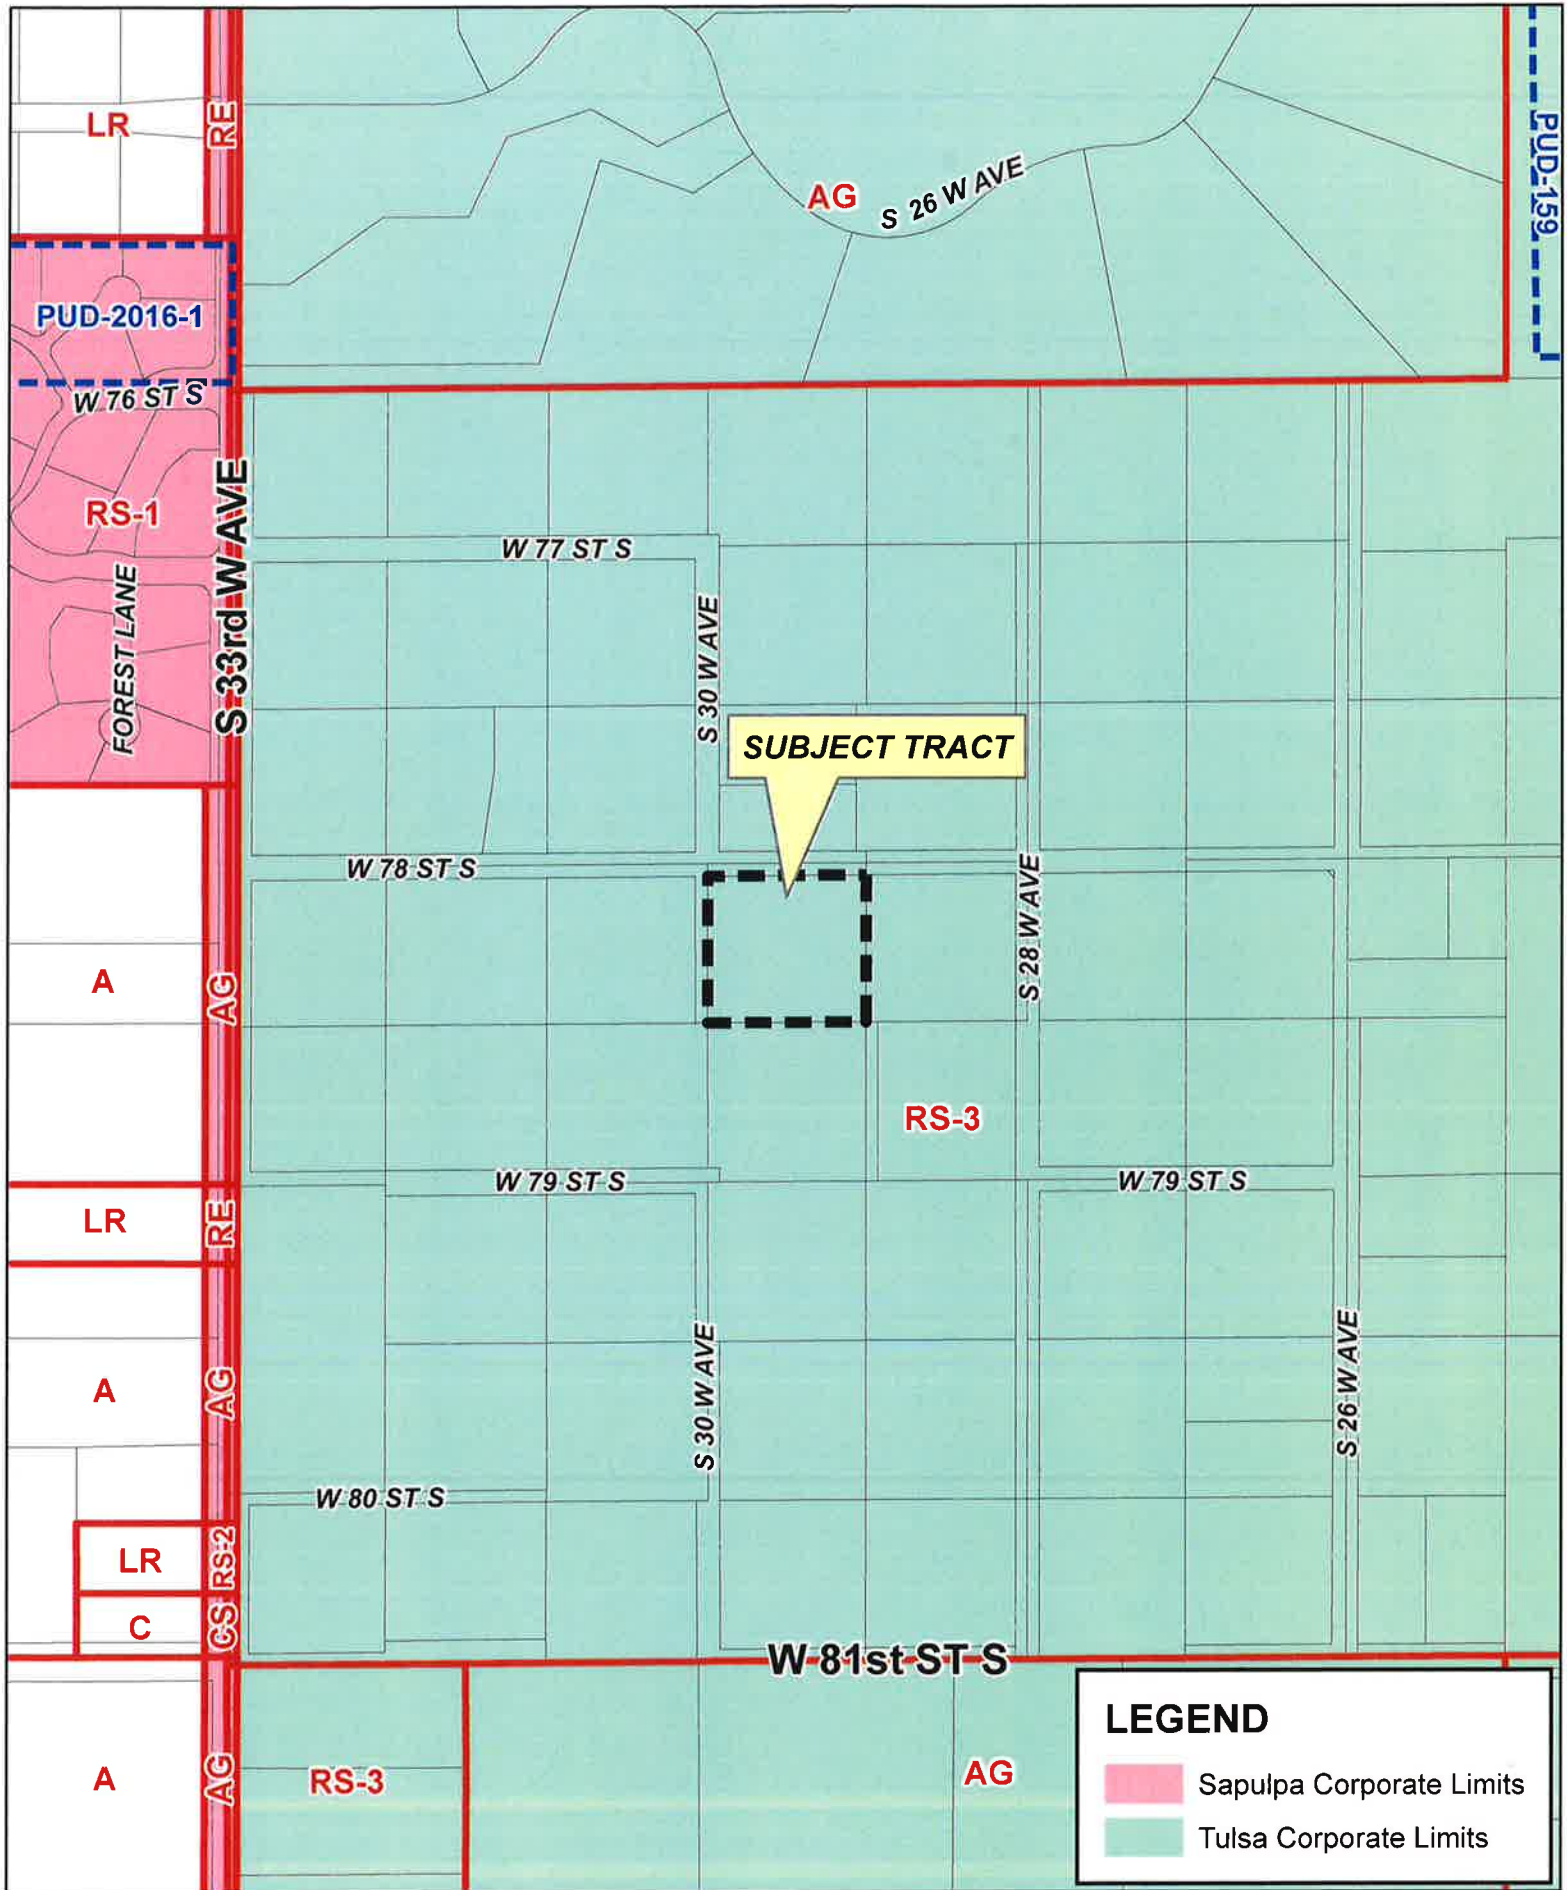 LR
RE
AG
S 26 W AVE
PUD-159
PUD-2016-1
W 76 ST S
RS-1
S 33rd W AVE
W 77 ST S
FOREST LANE
S 30 W AVE
SUBJECT TRACT
W 78 ST S
S 28 W AVE
A
AG
RS-3
W 79 ST S
W 79 ST S
LR
RE
A
AG
S 30 W AVE
S 26 W AVE
W 80 ST S
LR
RS-2
C
CS
W 81st ST S
A
AG
RS-3
AG
LEGEND
Sapulpa Corporate Limits
Tulsa Corporate Limits